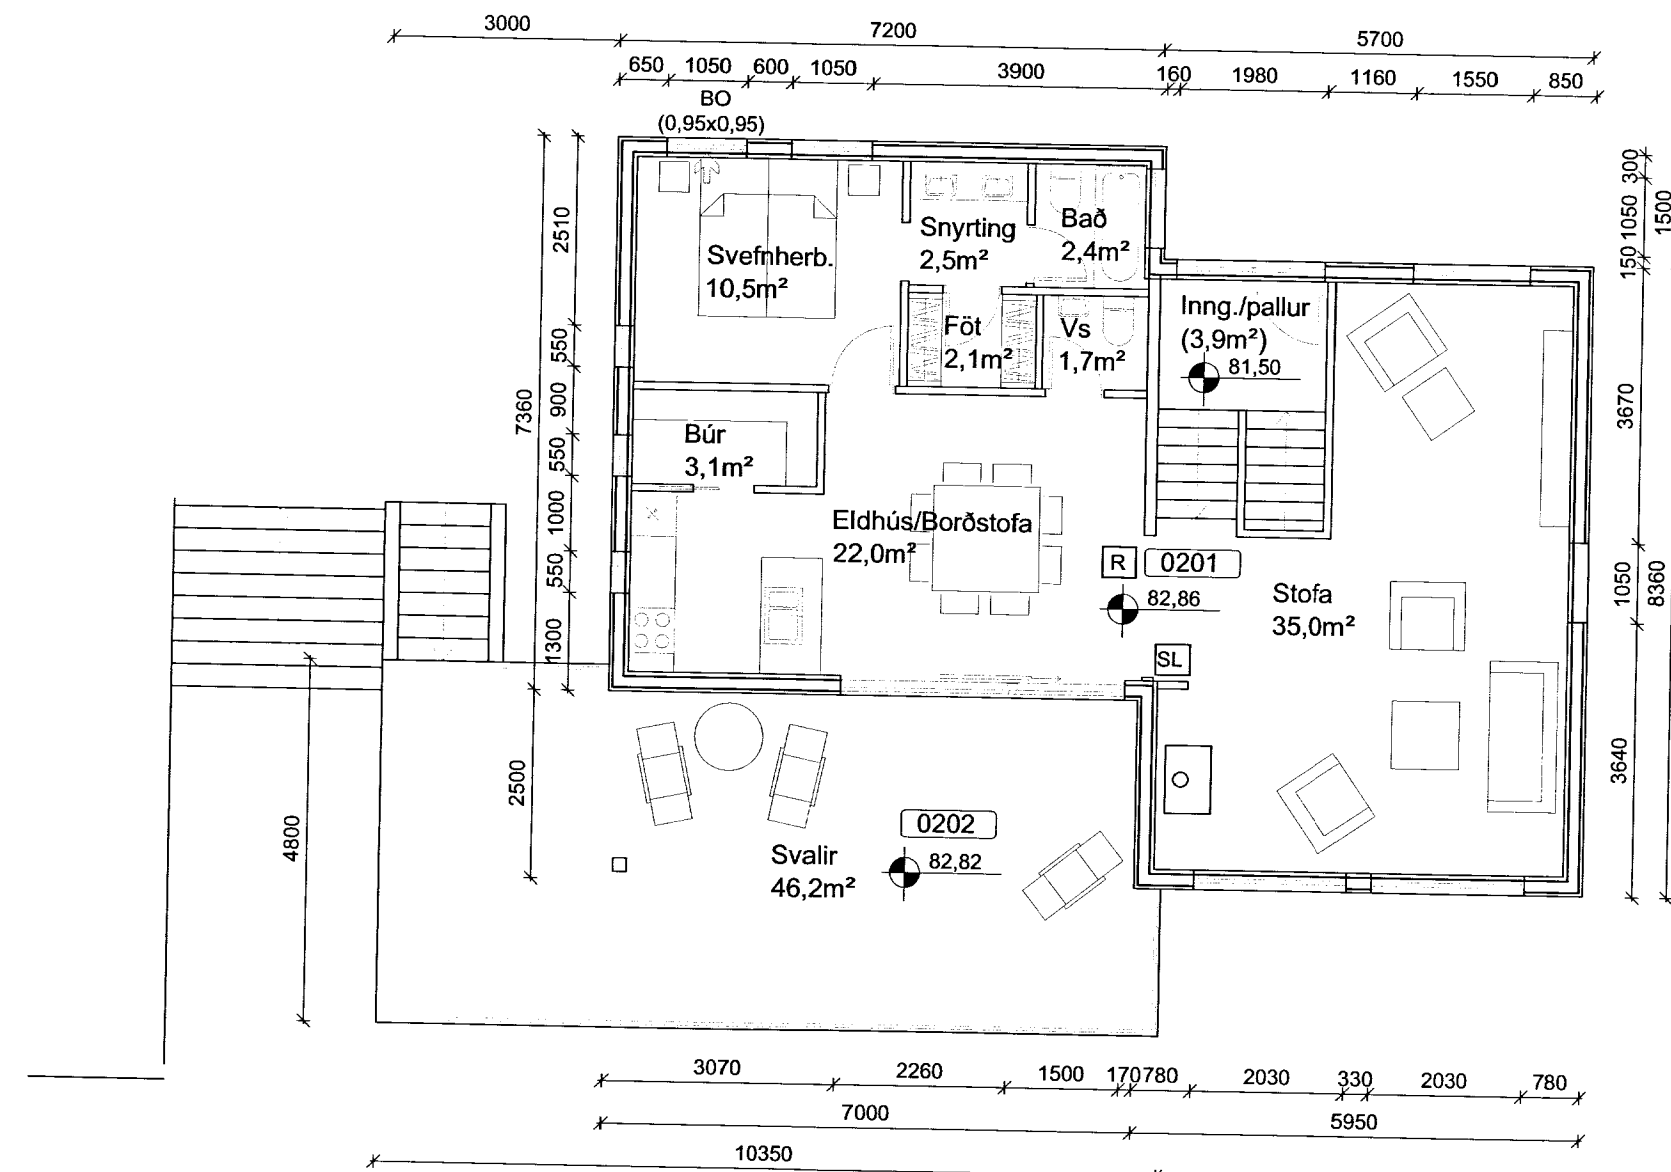 3000
7200
5700
650 1050 600 1050 3900 160 1980 1160 1550 850
BO
(0,95x0,95)
300
1050
150
1500
2510
550
900
550
1000
550
1300
7360
2500
4800
Svefnherb.
10,5m²
Snyrting
2,5m²
Bað
2,4m²
Föt
2,1m²
Vs
1,7m²
Inng./pallur
(3,9m²)
81,50
Búr
3,1m²
Eldhús/Borðstofa
22,0m²
R
0201
82,86
SL
Stofa
35,0m²
3670
1050
3640
8360
0202
Svalir
46,2m²
82,82
3070 2260 1500 170 780 2030 330 2030 780
7000 5950
10350